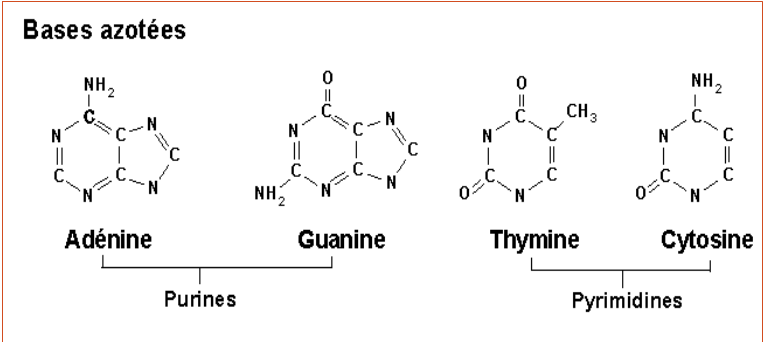 Bases azotées
NH2 O O NH2
C N C N C CH3 C
N C N C N C N C
C C C C
C N C N C N C C O C N C C N C
NH2 O N
Adénine Guanine Thymine Cytosine
Purines Pyrimidines